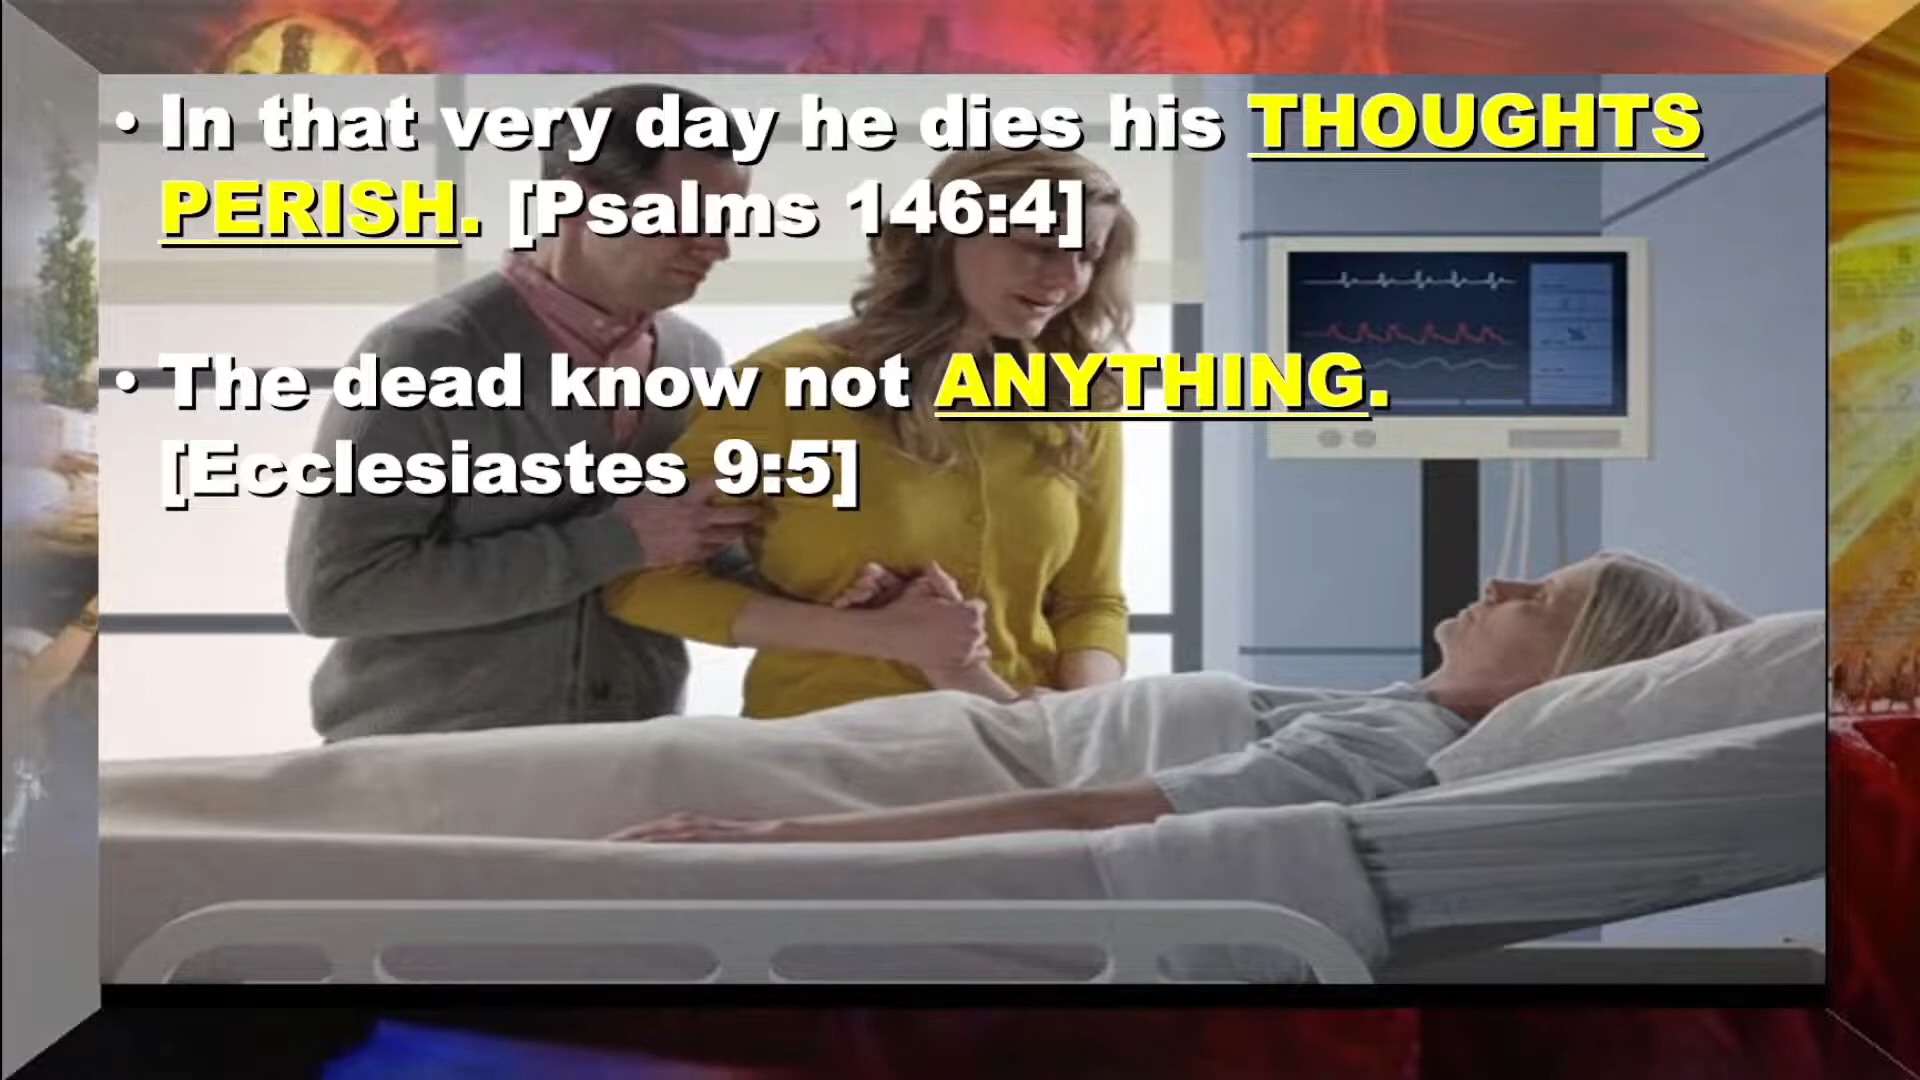 • In that very day he dies his THOUGHTS
PERISH. [Psalms 146:4]
• The dead know not ANYTHING.
[Ecclesiastes 9:5]